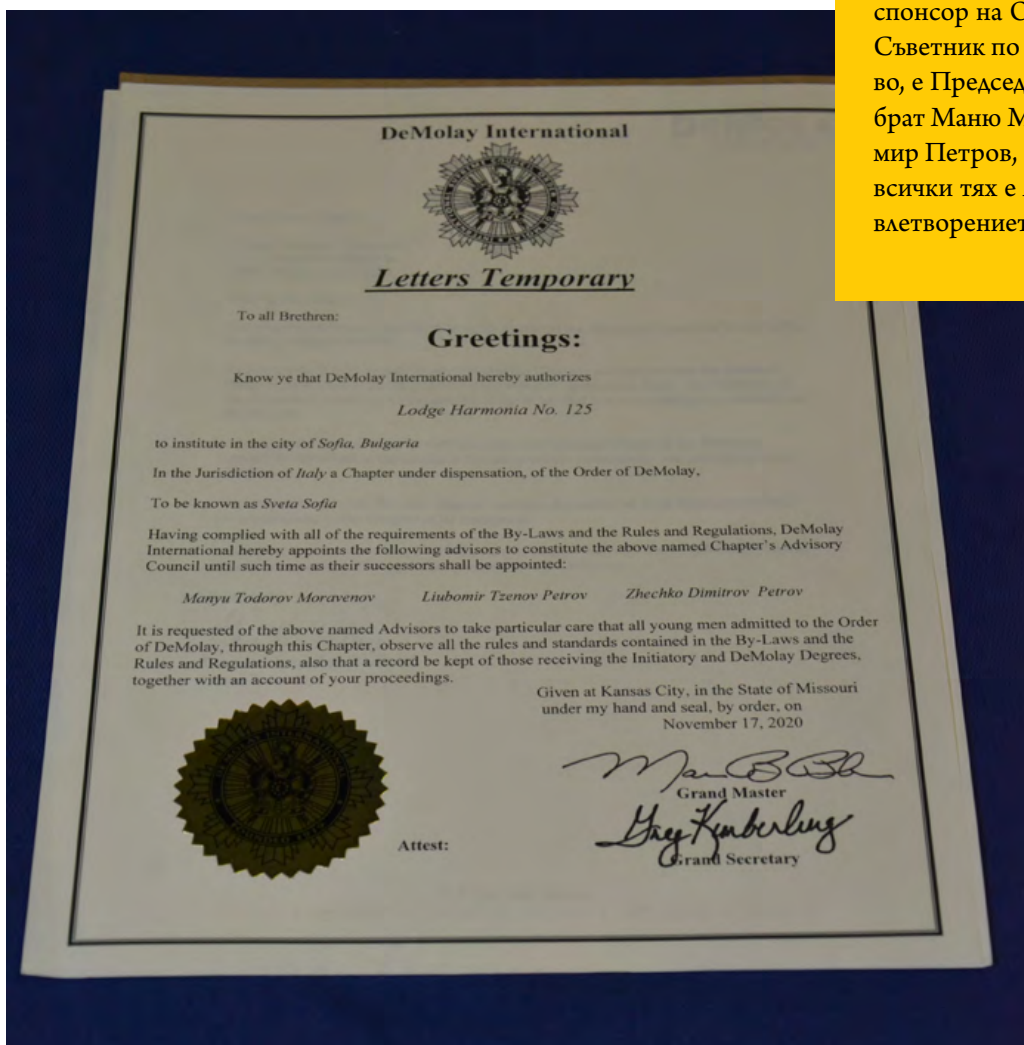 спонсор на
Съветник по
во, е Председ
брат Маню М
мир Петров,
всички тях е
влетворениет
DeMolay International
Letters Temporary
To all Brethren:
Greetings:
Know ye that DeMolay International hereby authorizes
Lodge Harmonia No. 125
to institute in the city of Sofia, Bulgaria
In the Jurisdiction of Italy a Chapter under dispensation, of the Order of DeMolay,
To be known as Sveta Sofia
Having complied with all of the requirements of the By-Laws and the Rules and Regulations, DeMolay
International hereby appoints the following advisors to constitute the above named Chapter's Advisory
Council until such time as their successors shall be appointed:
Manyu Todorov Moravenov Liubomir Tzenov Petrov Zhechko Dimitrov Petrov
It is requested of the above named Advisors to take particular care that all young men admitted to the Order
of DeMolay, through this Chapter, observe all the rules and standards contained in the By-Laws and the
Rules and Regulations, also that a record be kept of those receiving the Initiatory and DeMolay Degrees,
together with an account of your proceedings.
Given at Kansas City, in the State of Missouri
under my hand and seal, by order, on
November 17, 2020
Grand Master
Greg Kimberling
Attest:
Grand Secretary